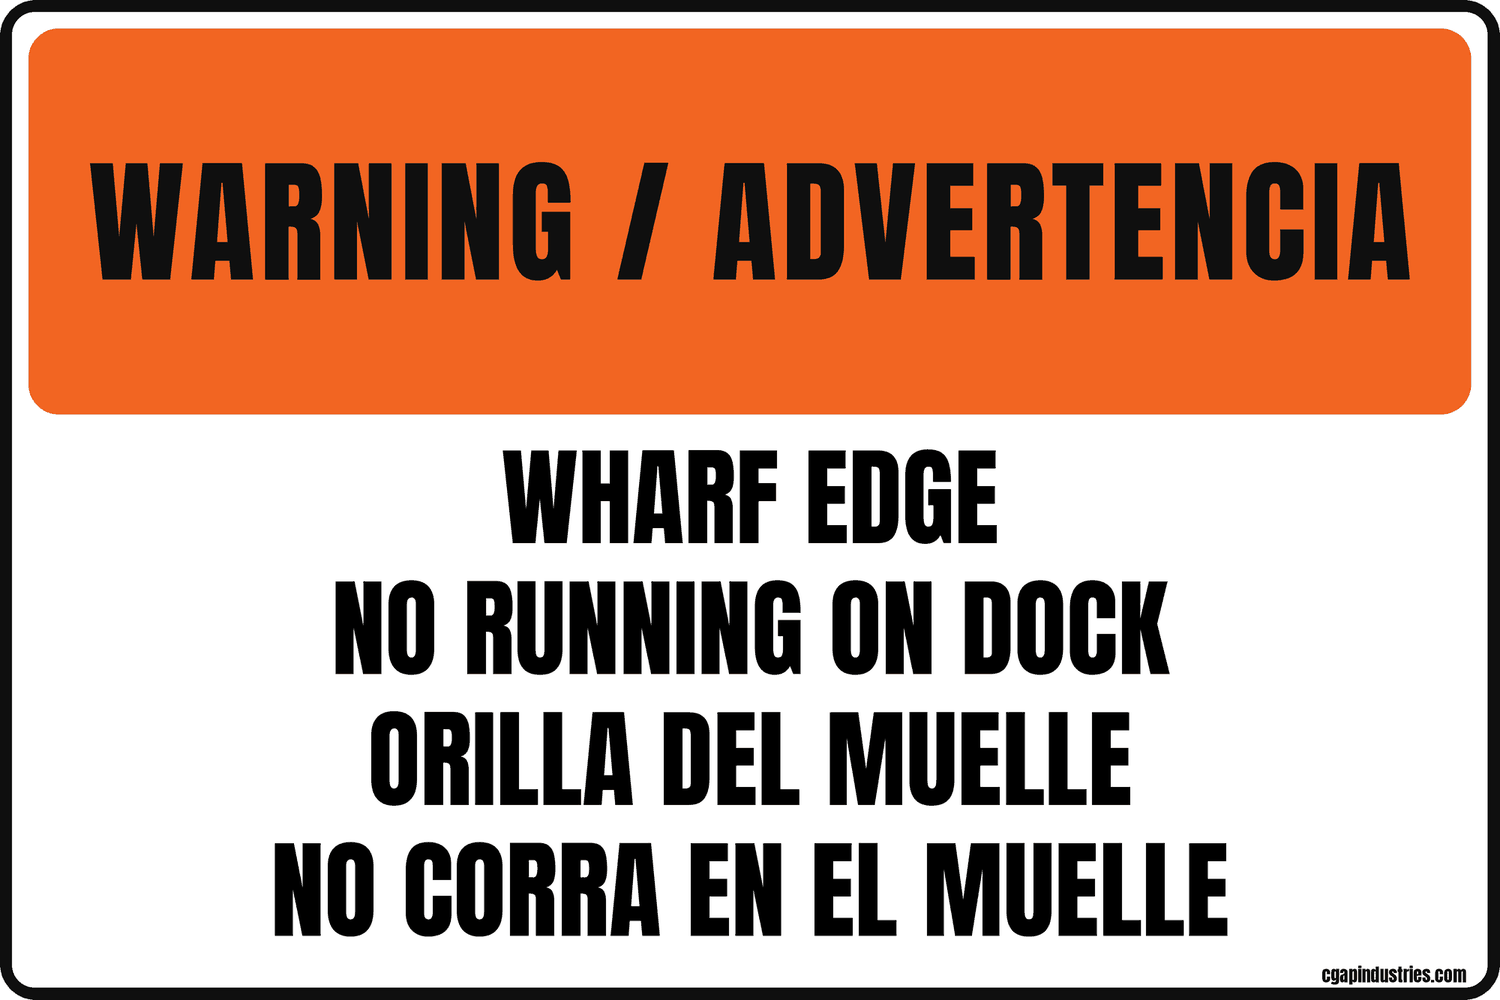 WARNING / ADVERTENCIA
WHARF EDGE
NO RUNNING ON DOCK
ORILLA DEL MUELLE
NO CORRA EN EL MUELLE
cgapindustries.com